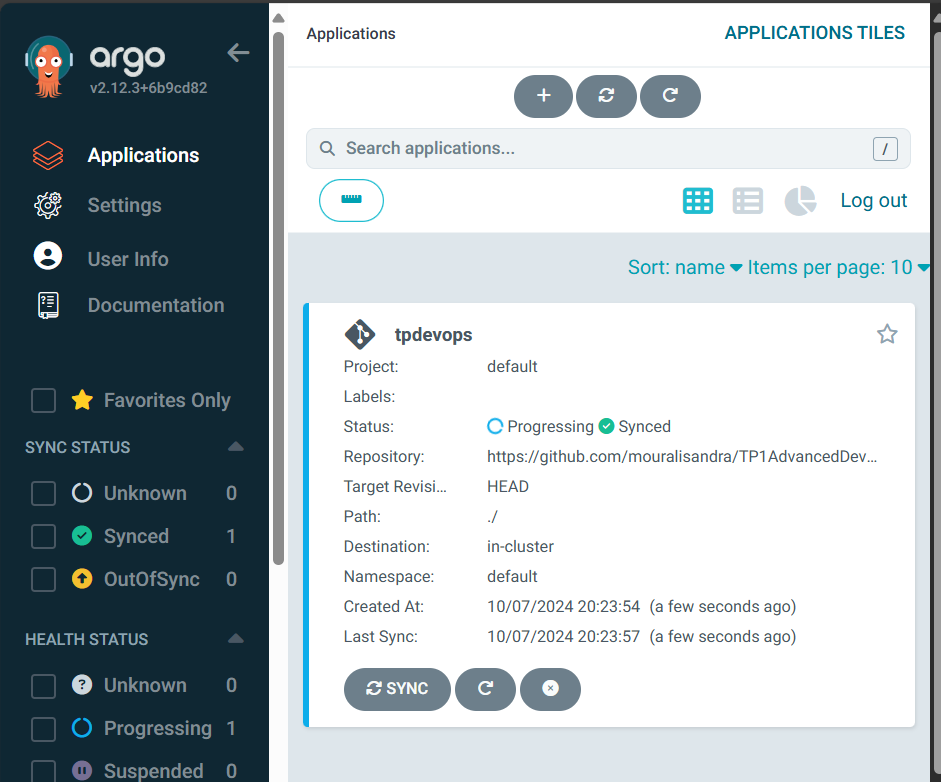 argo
v2.12.3+6b9cd82
Applications
Settings
User Info
Documentation
Favorites Only
SYNC STATUS
Unknown 0
Synced 1
OutOfSync 0
HEALTH STATUS
Unknown 0
Progressing 1
Suspended 0
Applications
APPLICATIONS TILES
Search applications...
/
Log out
Sort: name Items per page: 10
tpdevops
Project: default
Labels:
Status: Progressing Synced
Repository: https://github.com/mouralisandra/TP1AdvancedDev...
Target Revisi... HEAD
Path: ./
Destination: in-cluster
Namespace: default
Created At: 10/07/2024 20:23:54 (a few seconds ago)
Last Sync: 10/07/2024 20:23:57 (a few seconds ago)
SYNC